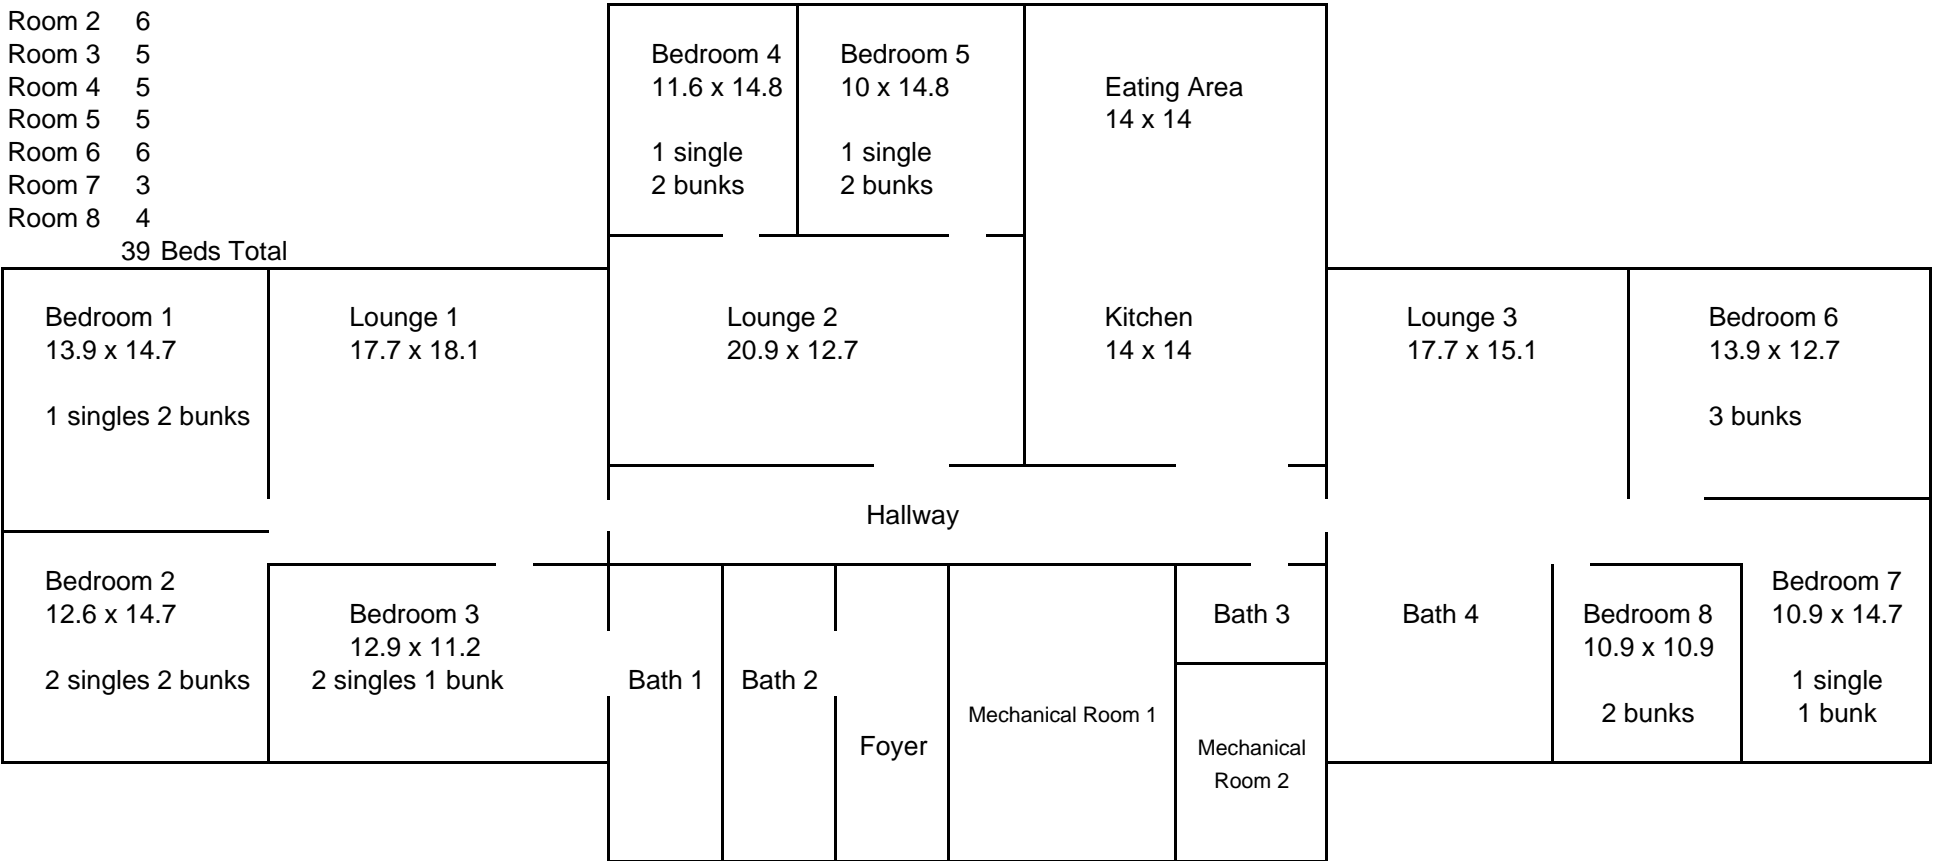 Room 2 6
Room 3 5
Room 4 5
Room 5 5
Room 6 6
Room 7 3
Room 8 4
39 Beds Total
Bedroom 4
11.6 x 14.8
1 single
2 bunks
Bedroom 5
10 x 14.8
1 single
2 bunks
Eating Area
14 x 14
Bedroom 1
13.9 x 14.7
1 singles 2 bunks
Lounge 1
17.7 x 18.1
Lounge 2
20.9 x 12.7
Kitchen
14 x 14
Lounge 3
17.7 x 15.1
Bedroom 6
13.9 x 12.7
3 bunks
Hallway
Bedroom 2
12.6 x 14.7
2 singles 2 bunks
Bedroom 3
12.9 x 11.2
2 singles 1 bunk
Bath 1
Bath 2
Foyer
Mechanical Room 1
Bath 3
Mechanical
Room 2
Bath 4
Bedroom 8
10.9 x 10.9
2 bunks
Bedroom 7
10.9 x 14.7
1 single
1 bunk